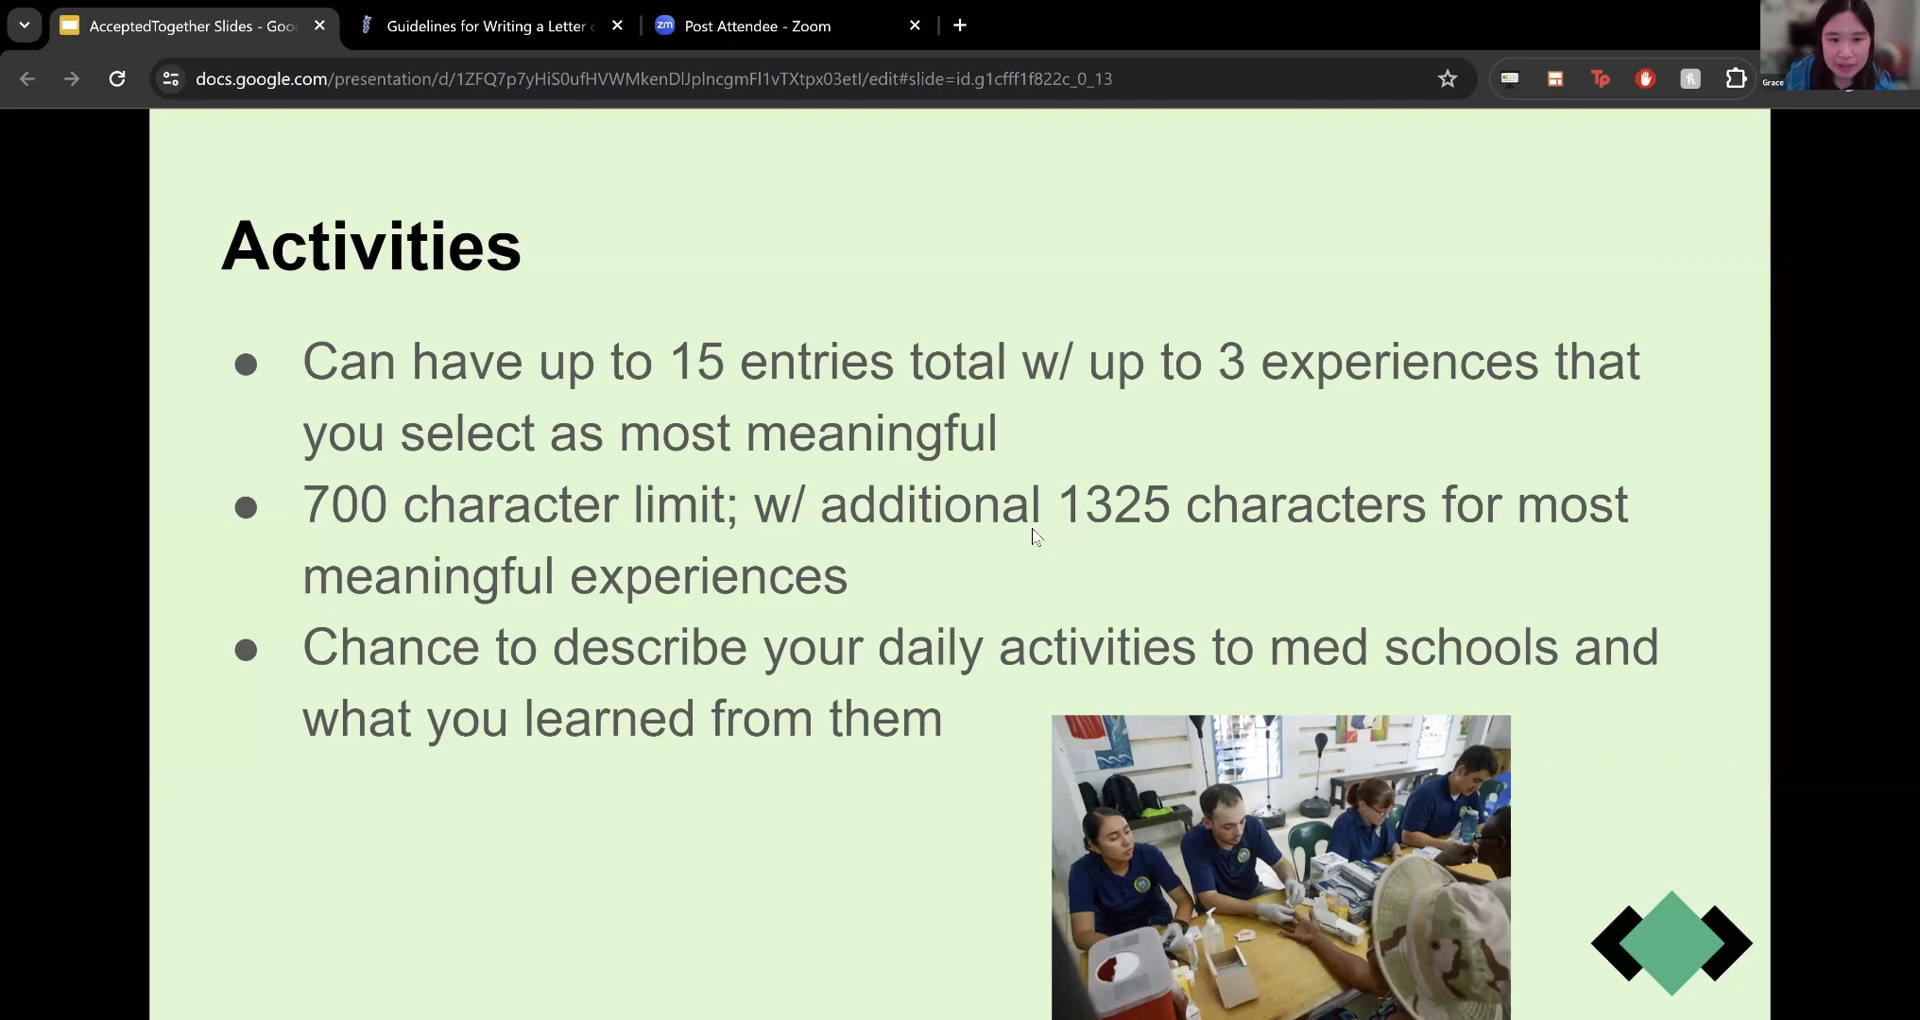 AcceptedTogether Slides - Goo
Guidelines for Writing a Letter o
zm
Post Attendee - Zoom
docs.google.com/presentation/d/1ZFQ7p7yHiS0ufHVWMkenDlJplncgmFl1vTXtpx03etI/edit#slide=id.g1cfff1f822c_0_13
Tp
Grace
Activities
● Can have up to 15 entries total w/ up to 3 experiences that
you select as most meaningful
● 700 character limit; w/ additional 1325 characters for most
meaningful experiences
● Chance to describe your daily activities to med schools and
what you learned from them